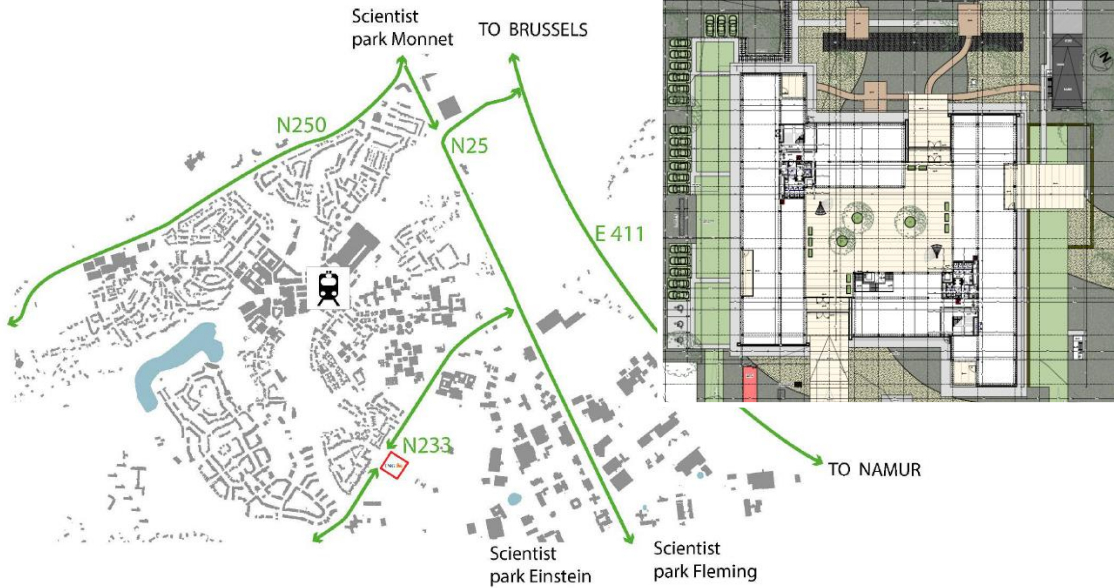 Scientist
park Monnet
TO BRUSSELS
N250
N25
E 411
N233
TO NAMUR
Scientist
park Einstein
Scientist
park Fleming